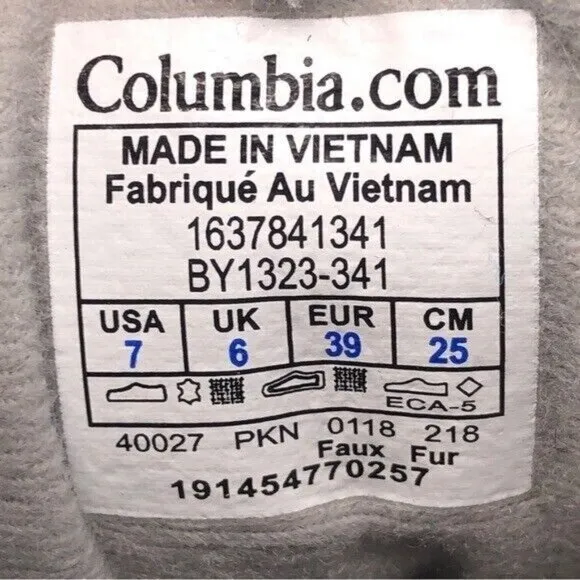 Columbia.com
MADE IN VIETNAM
Fabriqué Au Vietnam
1637841341
BY1323-341
USA UK EUR CM
7 6 39 25
ECA-5
40027 PKN 0118 218
Faux Fur
191454770257